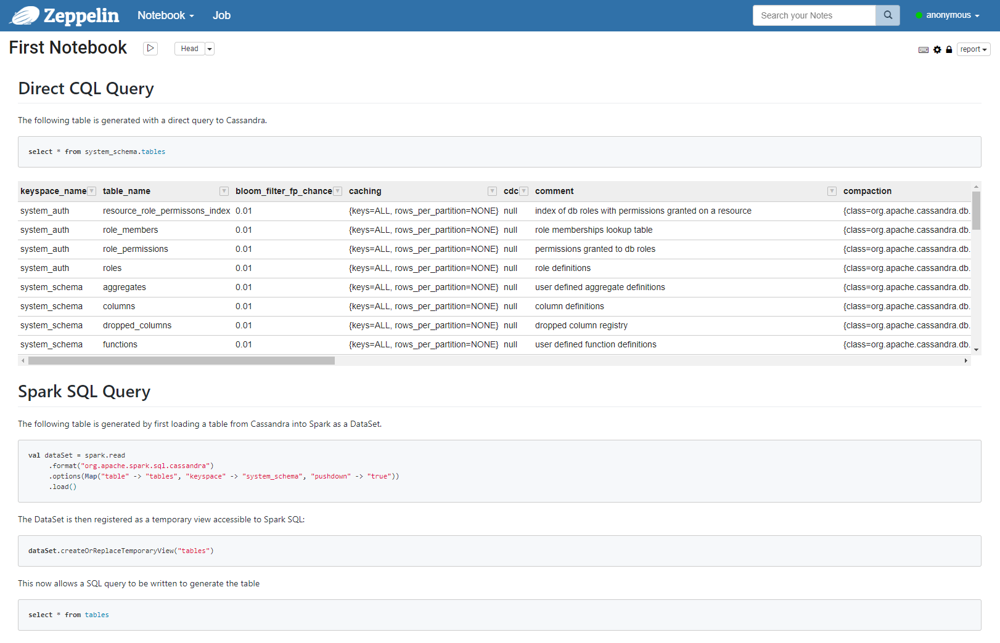 Zeppelin Notebook Job Search your Notes anonymous
First Notebook Head report
Direct CQL Query
The following table is generated with a direct query to Cassandra.
select * from system_schema.tables
keyspace_name table_name bloom_filter_fp_chance caching cdc comment compaction
system_auth resource_role_permissons_index 0.01 {keys=ALL, rows_per_partition=NONE} null index of db roles with permissions granted on a resource {class=org.apache.cassandra.db.
system_auth role_members 0.01 {keys=ALL, rows_per_partition=NONE} null role memberships lookup table {class=org.apache.cassandra.db.
system_auth role_permissions 0.01 {keys=ALL, rows_per_partition=NONE} null permissions granted to db roles {class=org.apache.cassandra.db.
system_auth roles 0.01 {keys=ALL, rows_per_partition=NONE} null role definitions {class=org.apache.cassandra.db.
system_schema aggregates 0.01 {keys=ALL, rows_per_partition=NONE} null user defined aggregate definitions {class=org.apache.cassandra.db.
system_schema columns 0.01 {keys=ALL, rows_per_partition=NONE} null column definitions {class=org.apache.cassandra.db.
system_schema dropped_columns 0.01 {keys=ALL, rows_per_partition=NONE} null dropped column registry {class=org.apache.cassandra.db.
system_schema functions 0.01 {keys=ALL, rows_per_partition=NONE} null user defined function definitions {class=org.apache.cassandra.db.
Spark SQL Query
The following table is generated by first loading a table from Cassandra into Spark as a DataSet.
val dataSet = spark.read
.format("org.apache.spark.sql.cassandra")
.options(Map("table" -> "tables", "keyspace" -> "system_schema", "pushdown" -> "true"))
.load()
The DataSet is then registered as a temporary view accessible to Spark SQL:
dataSet.createOrReplaceTemporaryView("tables")
This now allows a SQL query to be written to generate the table
select * from tables